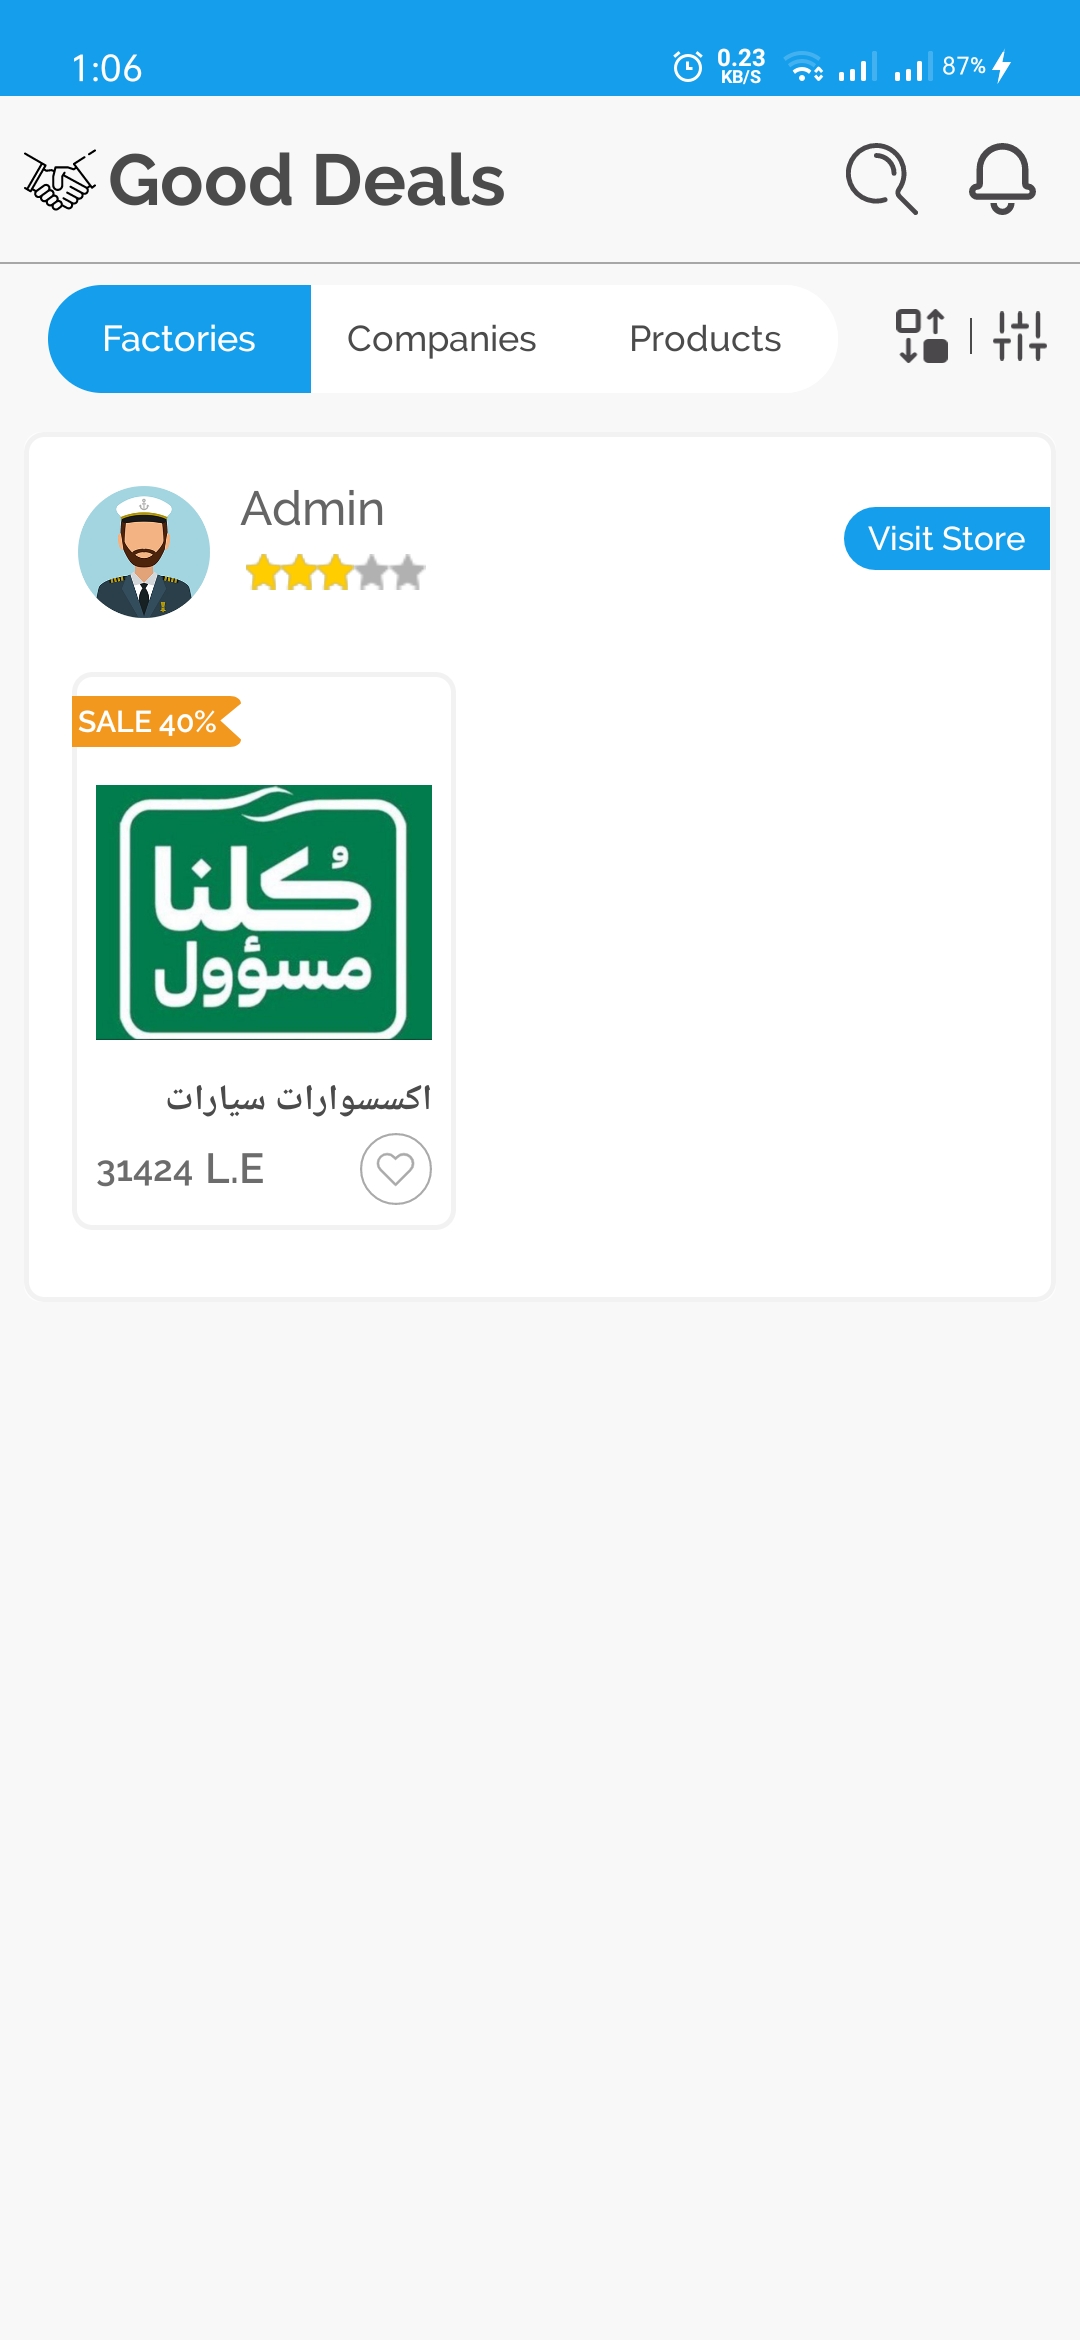 1:06
0.23
KB/S
87%
Good Deals
Factories
Companies
Products
Admin
Visit Store
SALE 40%
كُلنا
مسؤول
اكسسوارات سيارات
31424 L.E